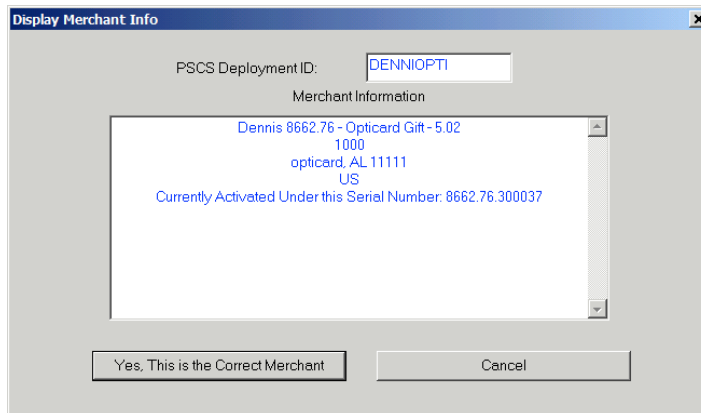 Display Merchant Info
PSCS Deployment ID: DENNIOPTI
Merchant Information
Dennis 8662.76 - Opticard Gift - 5.02
1000
opticard, AL 11111
US
Currently Activated Under this Serial Number: 8662.76.300037
Yes, This is the Correct Merchant
Cancel